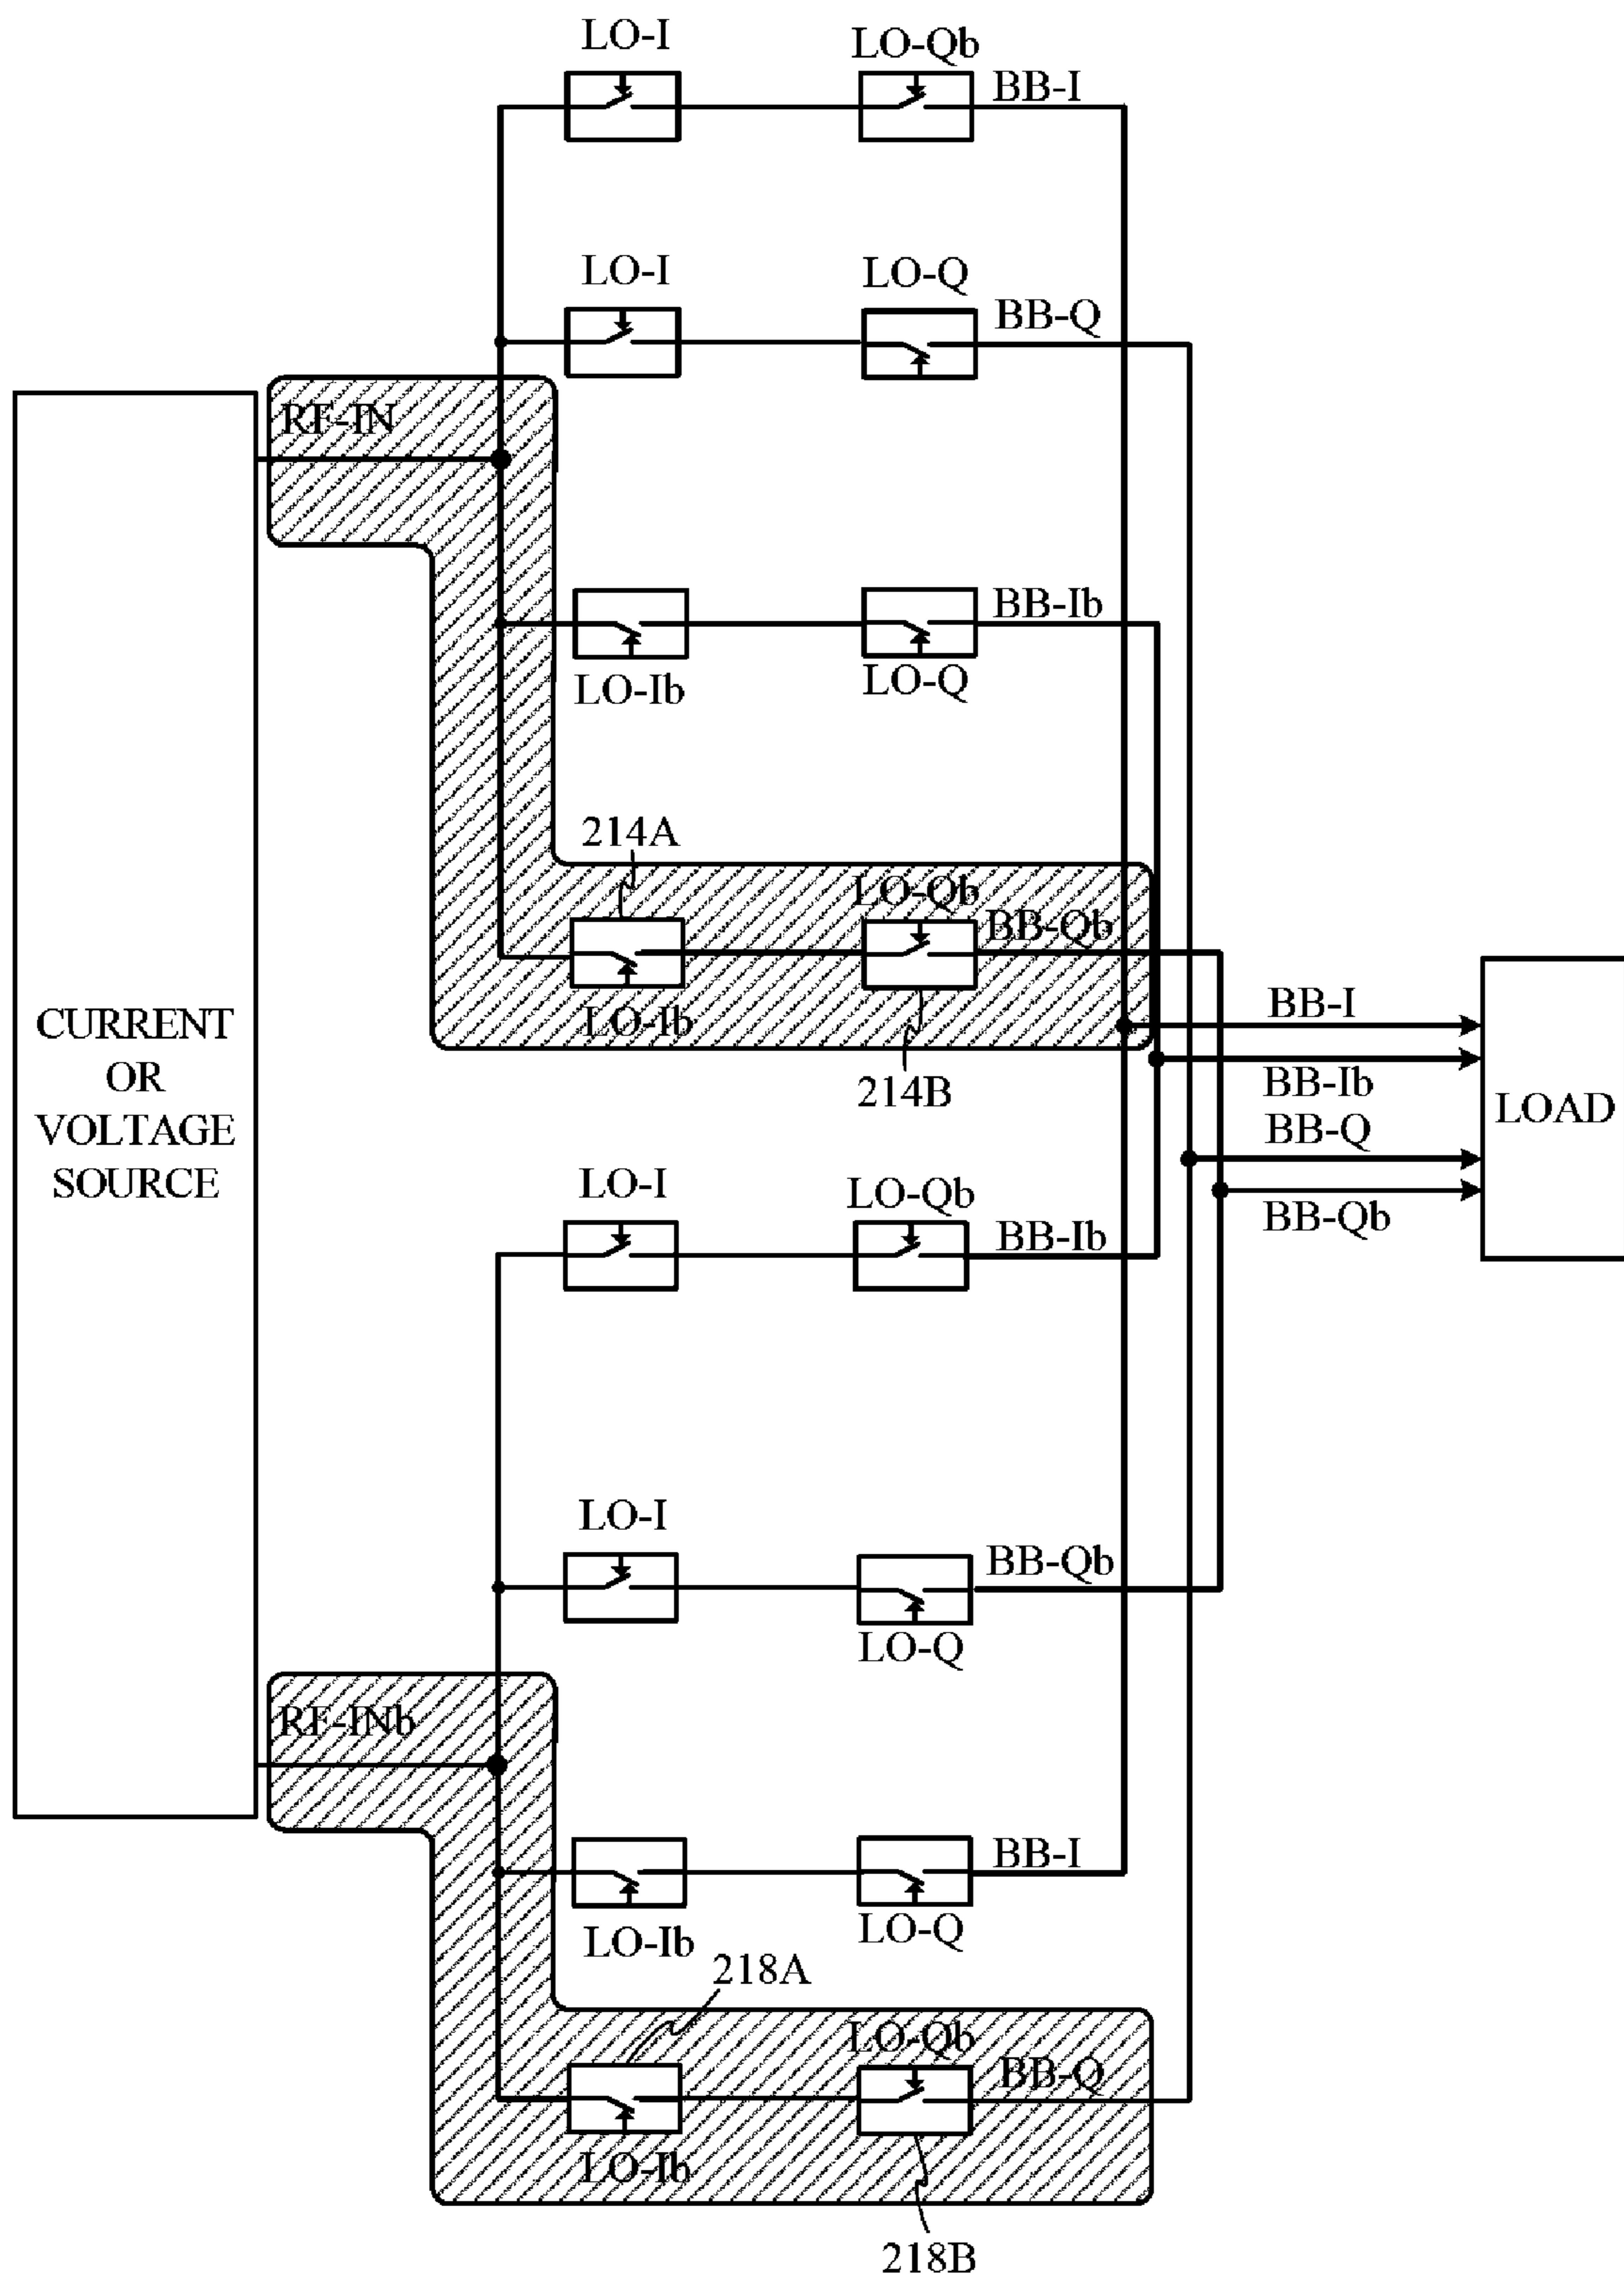 LO-I
LO-Qb
BB-I
LO-I
LO-Q
BB-Q
RF-IN
BB-Ib
LO-Ib
LO-Q
214A
LO-Qb
BB-Qb
LO-Ib
214B
CURRENT
OR
VOLTAGE
SOURCE
BB-I
BB-Ib
BB-Q
BB-Qb
LOAD
LO-I
LO-Qb
BB-Ib
LO-I
BB-Qb
LO-Q
RF-INb
BB-I
LO-Ib
LO-Q
218A
LO-Qb
BB-Q
LO-Ib
218B